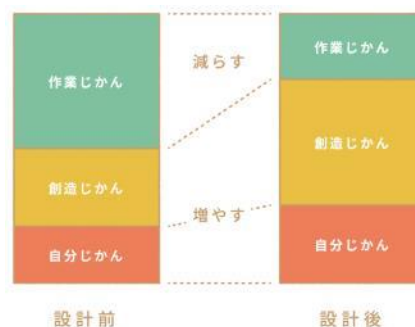 作業じかん
創造じかん
自分じかん
設計前
減らす
増やす
作業じかん
創造じかん
自分じかん
設計後